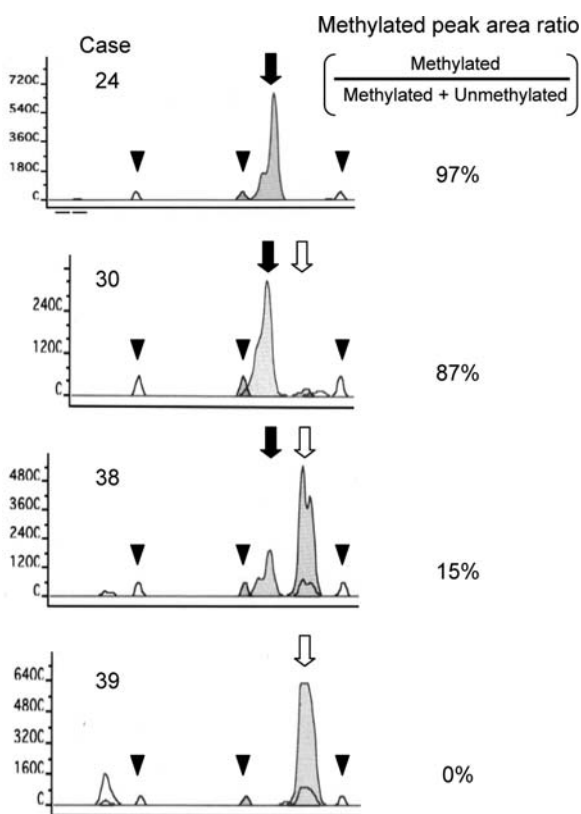 Case
Methylated peak area ratio
Methylated
Methylated + Unmethylated
24
720C
540C
360C
180C
C
97%
30
240C
120C
C
87%
38
480C
360C
240C
120C
C
15%
39
640C
480C
320C
160C
C
0%